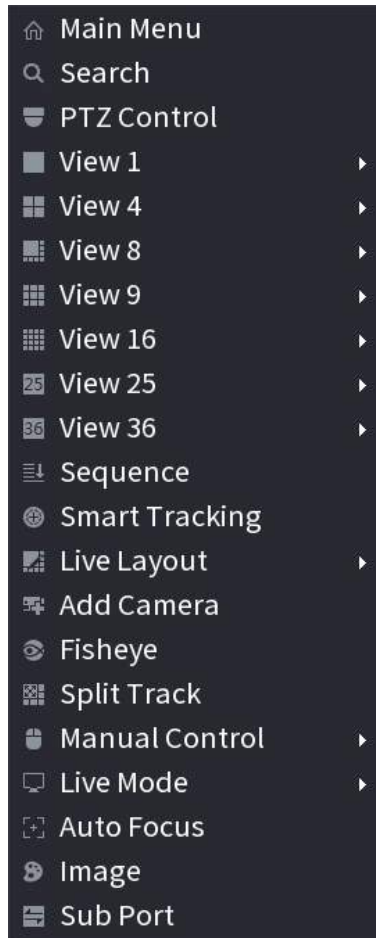 Main Menu
Search
PTZ Control
View 1
View 4
View 8
View 9
View 16
25 View 25
36 View 36
Sequence
Smart Tracking
Live Layout
Add Camera
Fisheye
Split Track
Manual Control
Live Mode
Auto Focus
Image
Sub Port